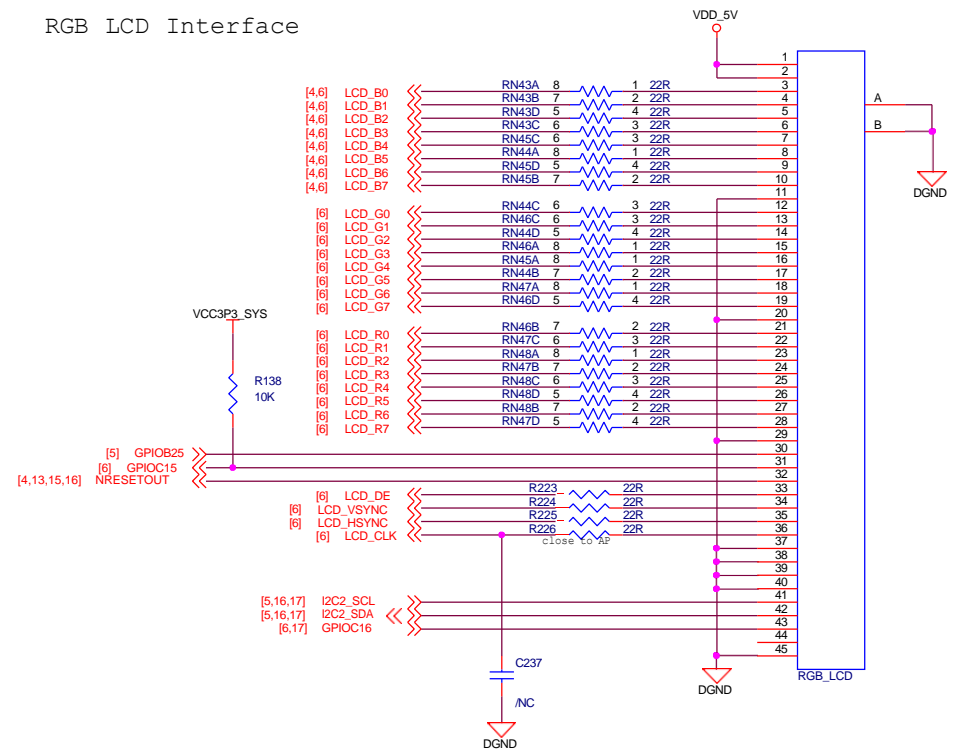 RGB LCD Interface
VDD_5V
1
2
[4,6] LCD_B0 RN43A 8 1 22R 3
[4,6] LCD_B1 RN43B 7 2 22R 4
[4,6] LCD_B2 RN43D 5 4 22R 5
[4,6] LCD_B3 RN43C 6 3 22R 6
[4,6] LCD_B4 RN45C 6 3 22R 7
[4,6] LCD_B5 RN44A 8 1 22R 8
[4,6] LCD_B6 RN45D 5 4 22R 9
[4,6] LCD_B7 RN45B 7 2 22R 10
A
B
DGND
11
[6] LCD_G0 RN44C 6 3 22R 12
[6] LCD_G1 RN46C 6 3 22R 13
[6] LCD_G2 RN44D 5 4 22R 14
[6] LCD_G3 RN46A 8 1 22R 15
[6] LCD_G4 RN45A 8 1 22R 16
[6] LCD_G5 RN44B 7 2 22R 17
[6] LCD_G6 RN47A 8 1 22R 18
[6] LCD_G7 RN46D 5 4 22R 19
VCC3P3_SYS
20
[6] LCD_R0 RN46B 7 2 22R 21
[6] LCD_R1 RN47C 6 3 22R 22
[6] LCD_R2 RN48A 8 1 22R 23
[6] LCD_R3 RN47B 7 2 22R 24
[6] LCD_R4 RN48C 6 3 22R 25
[6] LCD_R5 RN48D 5 4 22R 26
[6] LCD_R6 RN48B 7 2 22R 27
[6] LCD_R7 RN47D 5 4 22R 28
R138
10K
29
[5] GPIOB25 30
[6] GPIOC15 31
[4,13,15,16] NRESETOUT 32
[6] LCD_DE R223 22R 33
[6] LCD_VSYNC R224 22R 34
[6] LCD_HSYNC R225 22R 35
[6] LCD_CLK R226 22R 36
close to AP
37
38
39
40
[5,16,17] I2C2_SCL 41
[5,16,17] I2C2_SDA 42
[6,17] GPIOC16 43
44
45
C237
/NC
DGND
DGND
RGB_LCD